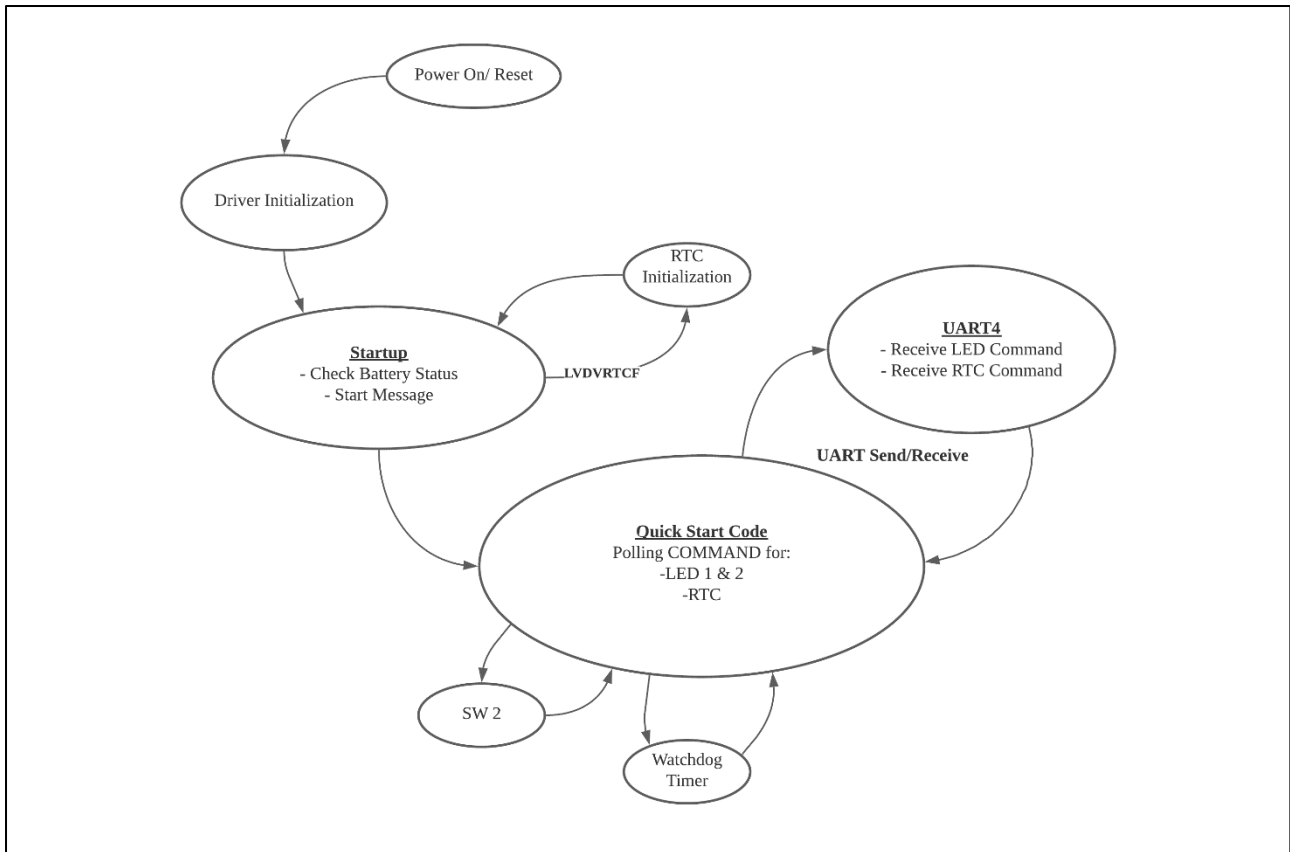 Power On/ Reset
Driver Initialization
RTC
Initialization
Startup
- Check Battery Status
- Start Message
LVDVRTCF
UART4
- Receive LED Command
- Receive RTC Command
UART Send/Receive
Quick Start Code
Polling COMMAND for:
-LED 1 & 2
-RTC
SW 2
Watchdog
Timer